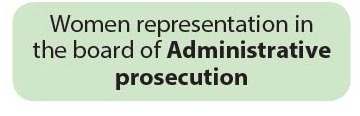 Women representation in
the board of Administrative
prosecution